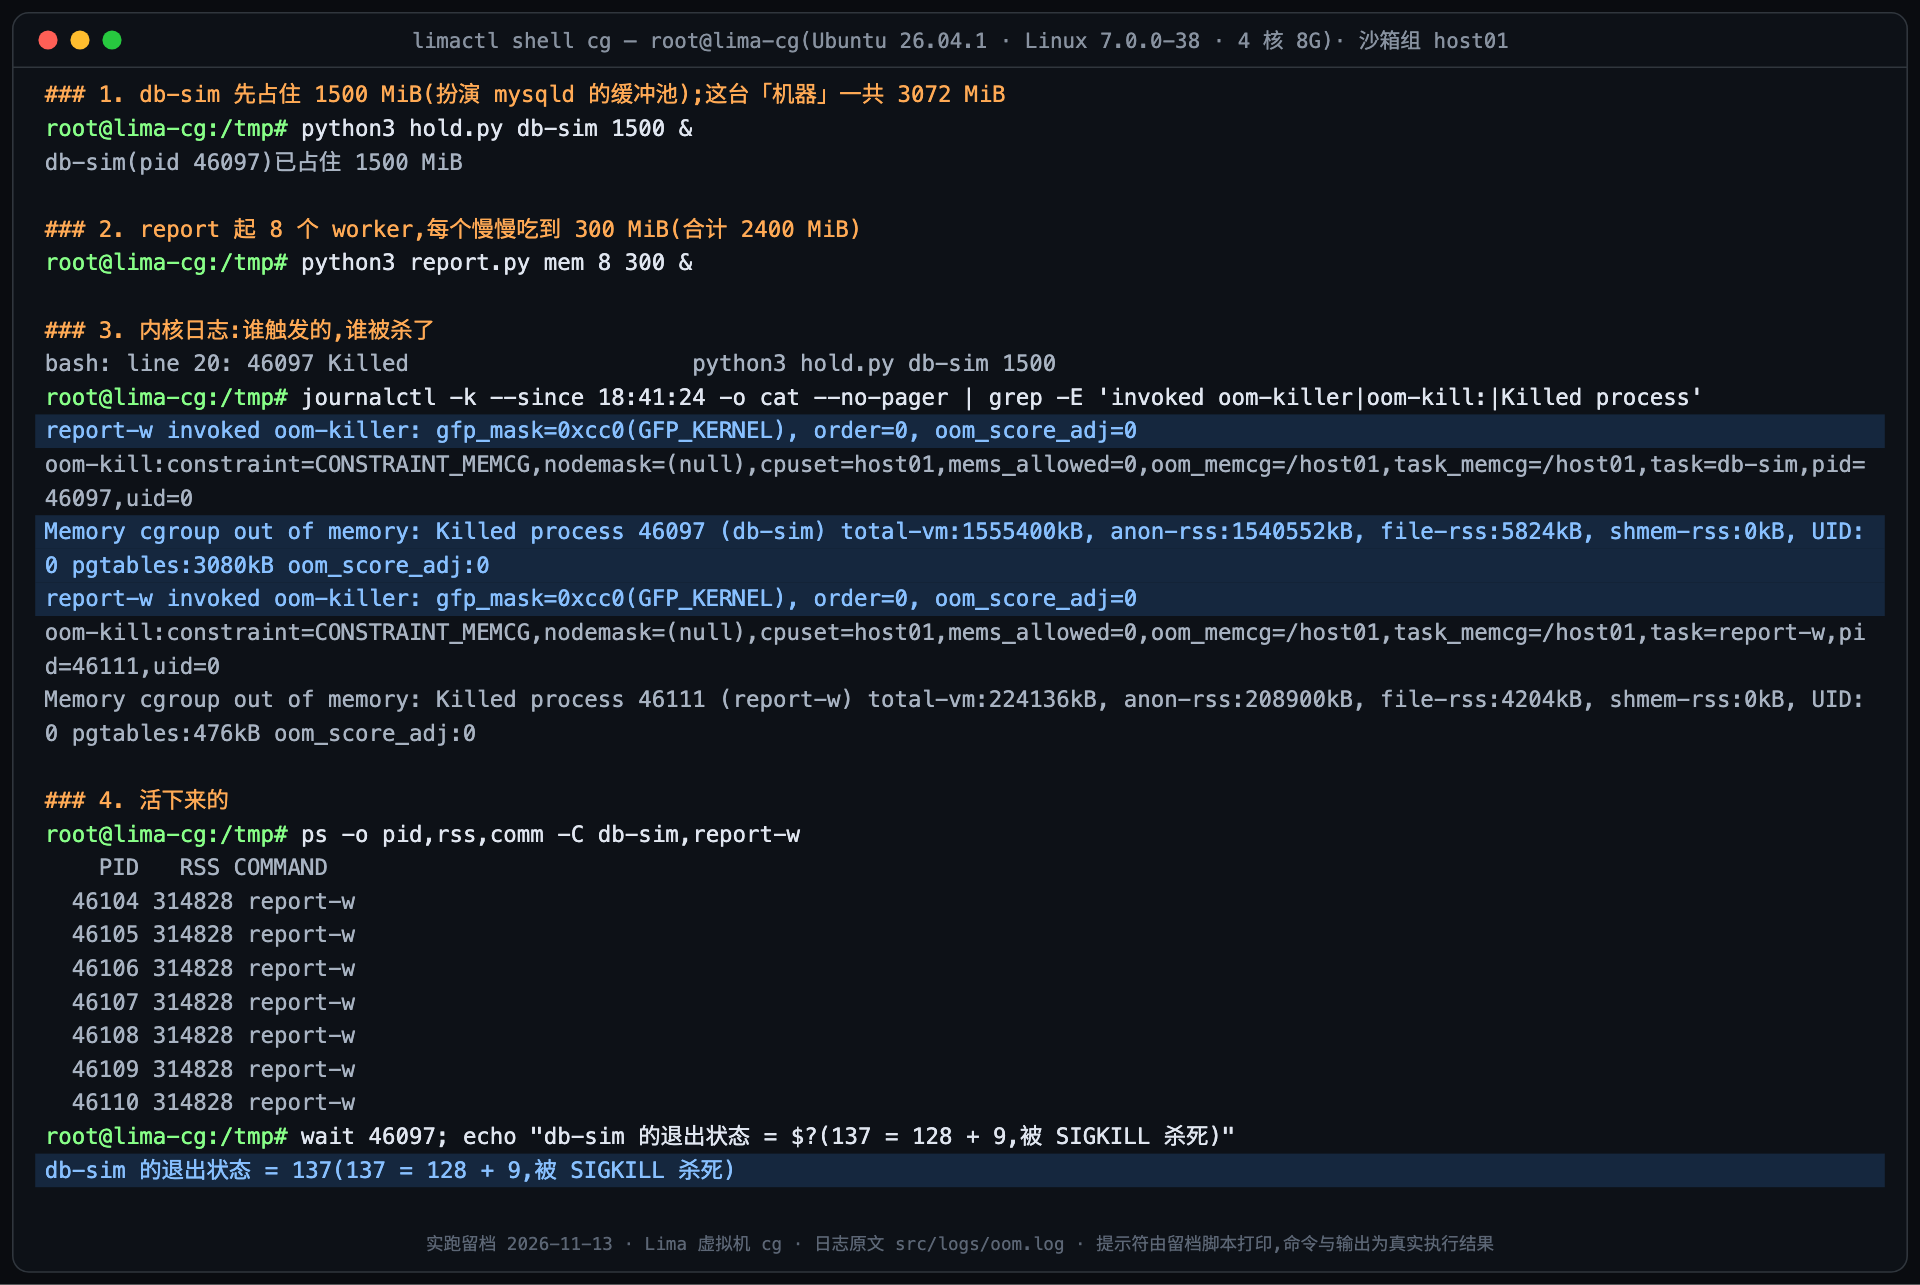 limactl shell cg — root@lima-cg(Ubuntu 26.04.1 · Linux 7.0.0-38 · 4 核 8G)· 沙箱组 host01
### 1. db-sim 先占住 1500 MiB(扮演 mysqld 的缓冲池);这台「机器」一共 3072 MiB
root@lima-cg:/tmp# python3 hold.py db-sim 1500 &
db-sim(pid 46097)已占住 1500 MiB
### 2. report 起 8 个 worker,每个慢慢吃到 300 MiB(合计 2400 MiB)
root@lima-cg:/tmp# python3 report.py mem 8 300 &
### 3. 内核日志:谁触发的,谁被杀了
bash: line 20: 46097 Killed                     python3 hold.py db-sim 1500
root@lima-cg:/tmp# journalctl -k --since 18:41:24 -o cat --no-pager | grep -E 'invoked oom-killer|oom-kill:|Killed process'
report-w invoked oom-killer: gfp_mask=0xcc0(GFP_KERNEL), order=0, oom_score_adj=0
oom-kill:constraint=CONSTRAINT_MEMCG,nodemask=(null),cpuset=host01,mems_allowed=0,oom_memcg=/host01,task_memcg=/host01,task=db-sim,pid=
46097,uid=0
Memory cgroup out of memory: Killed process 46097 (db-sim) total-vm:1555400kB, anon-rss:1540552kB, file-rss:5824kB, shmem-rss:0kB, UID:
0 pgtables:3080kB oom_score_adj:0
report-w invoked oom-killer: gfp_mask=0xcc0(GFP_KERNEL), order=0, oom_score_adj=0
oom-kill:constraint=CONSTRAINT_MEMCG,nodemask=(null),cpuset=host01,mems_allowed=0,oom_memcg=/host01,task_memcg=/host01,task=report-w,pi
d=46111,uid=0
Memory cgroup out of memory: Killed process 46111 (report-w) total-vm:224136kB, anon-rss:208900kB, file-rss:4204kB, shmem-rss:0kB, UID:
0 pgtables:476kB oom_score_adj:0
### 4. 活下来的
root@lima-cg:/tmp# ps -o pid,rss,comm -C db-sim,report-w
    PID   RSS COMMAND
  46104 314828 report-w
  46105 314828 report-w
  46106 314828 report-w
  46107 314828 report-w
  46108 314828 report-w
  46109 314828 report-w
  46110 314828 report-w
root@lima-cg:/tmp# wait 46097; echo "db-sim 的退出状态 = $?(137 = 128 + 9,被 SIGKILL 杀死)"
db-sim 的退出状态 = 137(137 = 128 + 9,被 SIGKILL 杀死)
实跑留档 2026-11-13 · Lima 虚拟机 cg · 日志原文 src/logs/oom.log · 提示符由留档脚本打印,命令与输出为真实执行结果